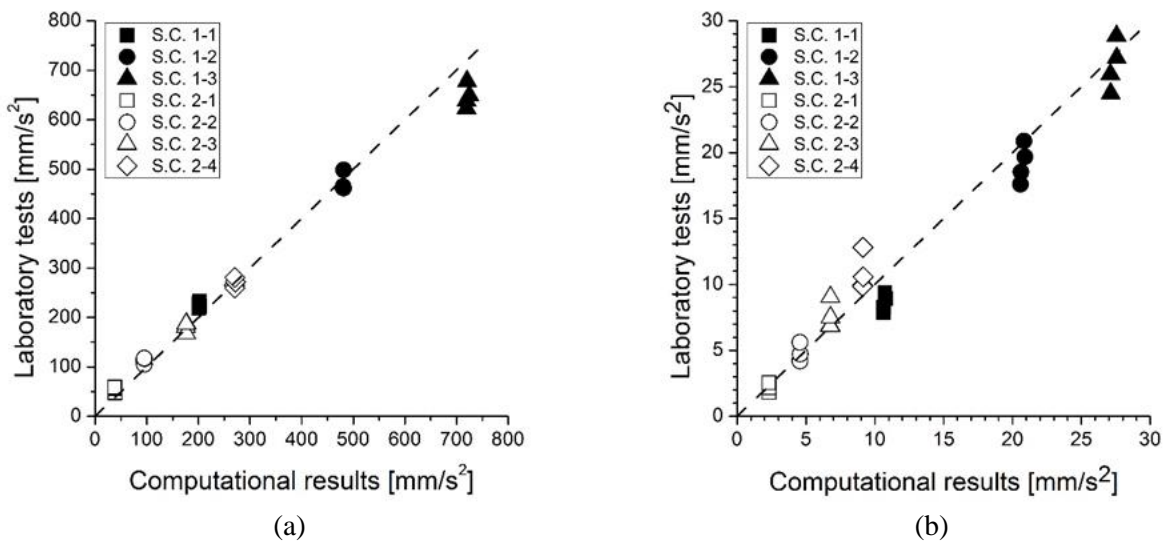 800
700
600
500
400
300
200
100
0
Laboratory tests [mm/s²]
S.C. 1-1
S.C. 1-2
S.C. 1-3
S.C. 2-1
S.C. 2-2
S.C. 2-3
S.C. 2-4
0 100 200 300 400 500 600 700 800
Computational results [mm/s²]
(a)
30
25
20
15
10
5
0
Laboratory tests [mm/s²]
S.C. 1-1
S.C. 1-2
S.C. 1-3
S.C. 2-1
S.C. 2-2
S.C. 2-3
S.C. 2-4
0 5 10 15 20 25 30
Computational results [mm/s²]
(b)